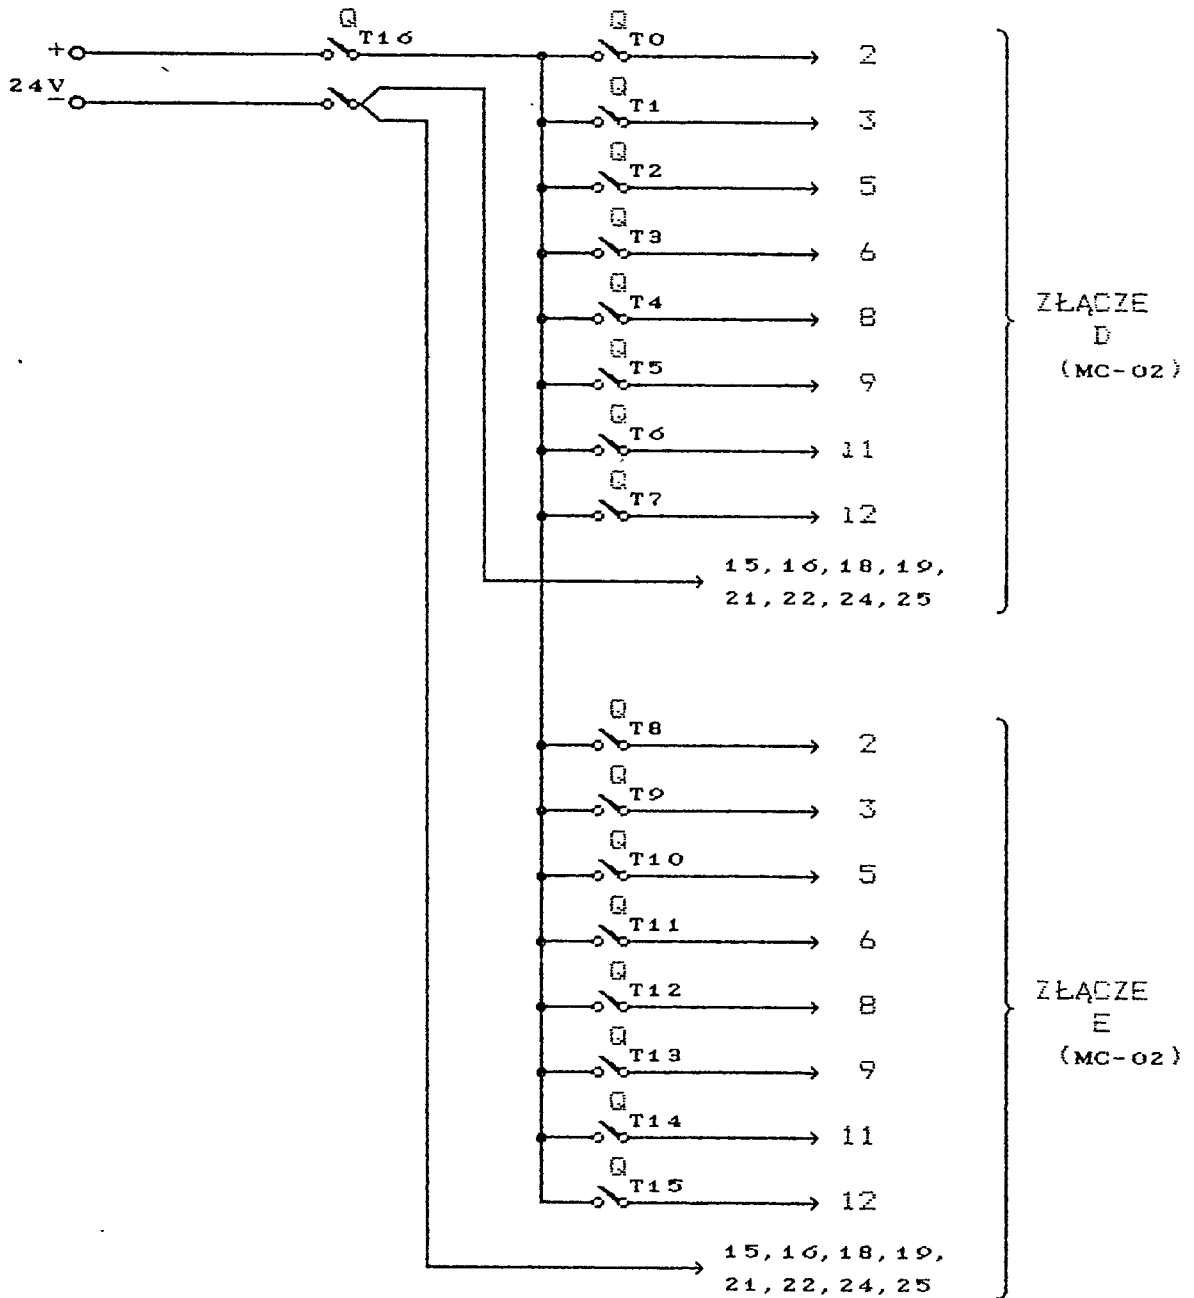 Q
T16
+
24V
-
Q
T0
2
Q
T1
3
Q
T2
5
Q
T3
6
Q
T4
8
Q
T5
9
Q
T6
11
Q
T7
12
15, 16, 18, 19,
21, 22, 24, 25
ZŁĄCZE
D
(MC-02)
Q
T8
2
Q
T9
3
Q
T10
5
Q
T11
6
Q
T12
8
Q
T13
9
Q
T14
11
Q
T15
12
15, 16, 18, 19,
21, 22, 24, 25
ZŁĄCZE
E
(MC-02)